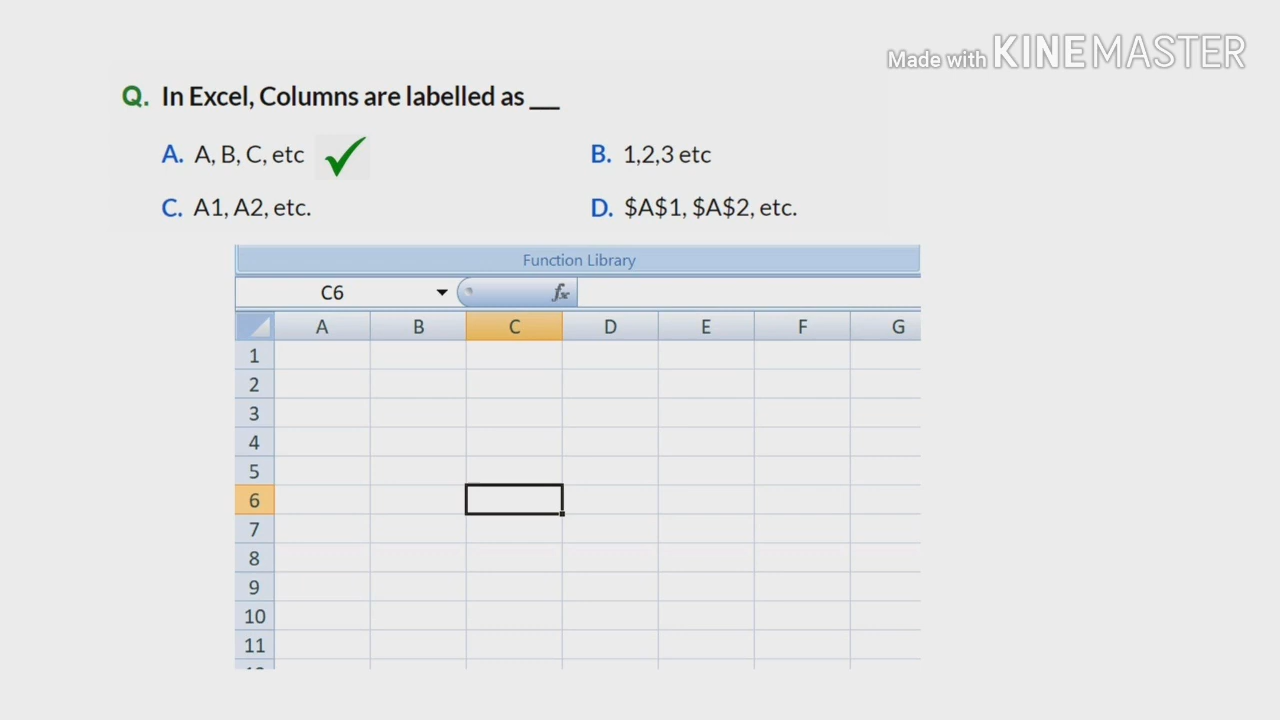 Made with KINEMASTER
Q. In Excel, Columns are labelled as __
A. A, B, C, etc
B. 1,2,3 etc
C. A1, A2, etc.
D. $A$1, $A$2, etc.
Function Library
C6 fx
A B C D E F G
1
2
3
4
5
6
7
8
9
10
11